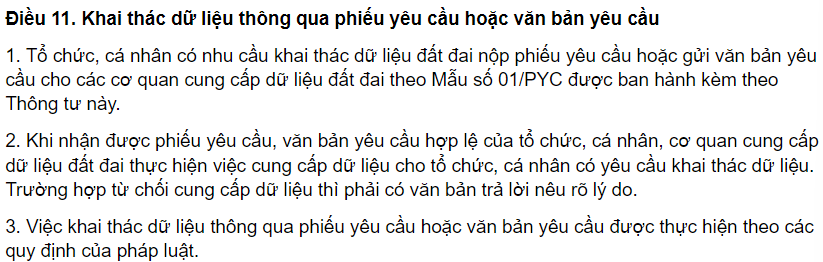 Điều 11. Khai thác dữ liệu thông qua phiếu yêu cầu hoặc văn bản yêu cầu
1. Tổ chức, cá nhân có nhu cầu khai thác dữ liệu đất đai nộp phiếu yêu cầu hoặc gửi văn bản yêu
cầu cho các cơ quan cung cấp dữ liệu đất đai theo Mẫu số 01/PYC được ban hành kèm theo
Thông tư này.
2. Khi nhận được phiếu yêu cầu, văn bản yêu cầu hợp lệ của tổ chức, cá nhân, cơ quan cung cấp
dữ liệu đất đai thực hiện việc cung cấp dữ liệu cho tổ chức, cá nhân có yêu cầu khai thác dữ liệu.
Trường hợp từ chối cung cấp dữ liệu thì phải có văn bản trả lời nêu rõ lý do.
3. Việc khai thác dữ liệu thông qua phiếu yêu cầu hoặc văn bản yêu cầu được thực hiện theo các
quy định của pháp luật.